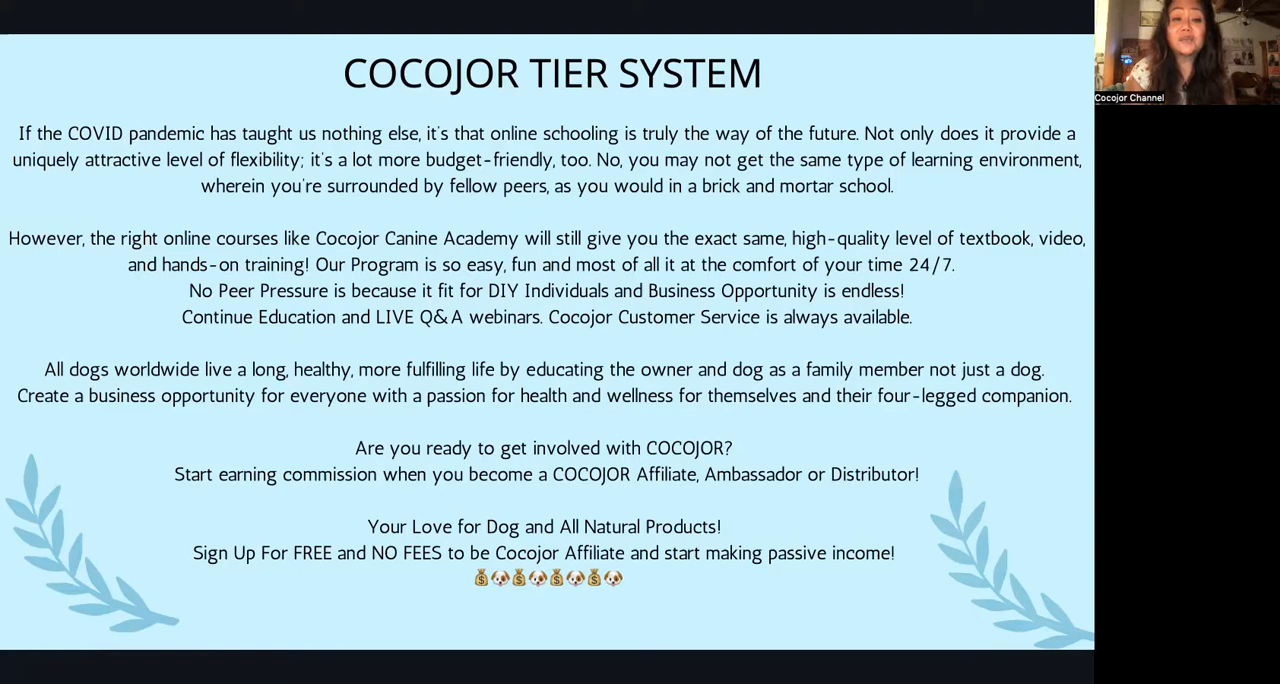 COCOJOR TIER SYSTEM
If the COVID pandemic has taught us nothing else, it's that online schooling is truly the way of the future. Not only does it provide a
uniquely attractive level of flexibility; it's a lot more budget-friendly, too. No, you may not get the same type of learning environment,
wherein you're surrounded by fellow peers, as you would in a brick and mortar school.
However, the right online courses like Cocojor Canine Academy will still give you the exact same, high-quality level of textbook, video,
and hands-on training! Our Program is so easy, fun and most of all it at the comfort of your time 24/7.
No Peer Pressure is because it fit for DIY Individuals and Business Opportunity is endless!
Continue Education and LIVE Q&A webinars. Cocojor Customer Service is always available.
All dogs worldwide live a long, healthy, more fulfilling life by educating the owner and dog as a family member not just a dog.
Create a business opportunity for everyone with a passion for health and wellness for themselves and their four-legged companion.
Are you ready to get involved with COCOJOR?
Start earning commission when you become a COCOJOR Affiliate, Ambassador or Distributor!
Your Love for Dog and All Natural Products!
Sign Up For FREE and NO FEES to be Cocojor Affiliate and start making passive income!
💰🐶💰🐶💰🐶💰🐶
Cocojor Channel